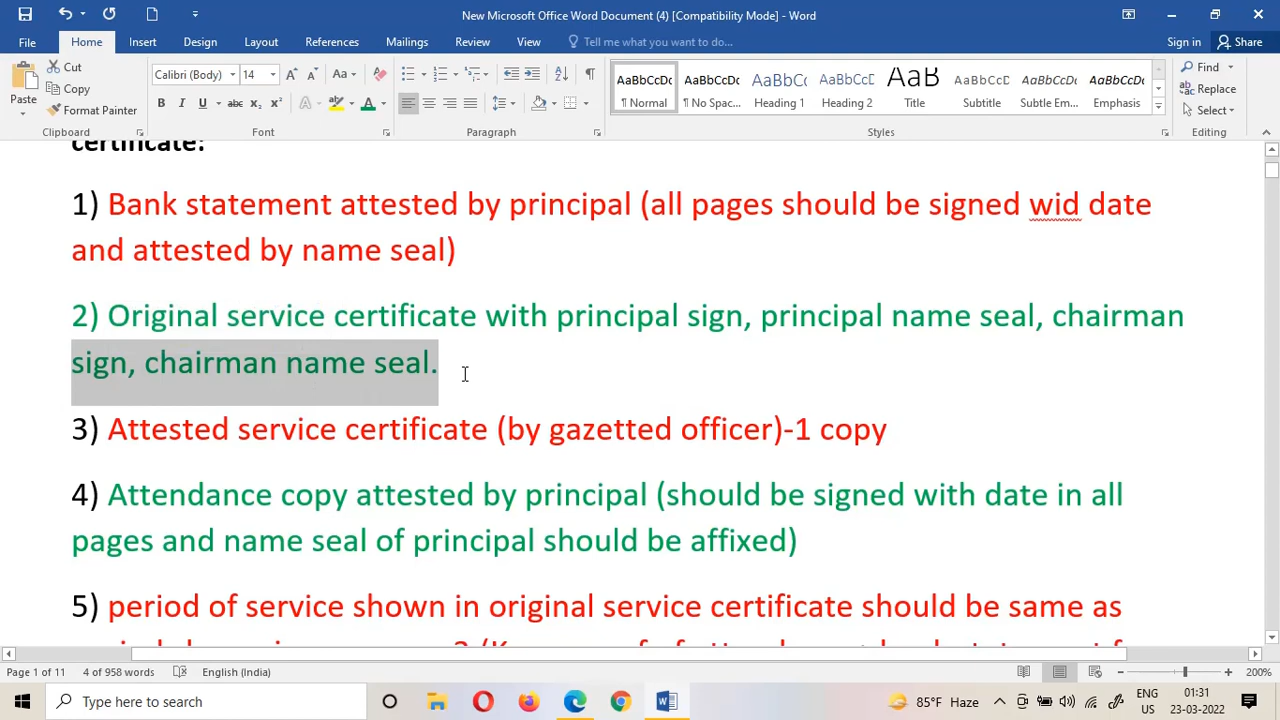 New Microsoft Office Word Document (4) [Compatibility Mode] - Word
File Home Insert Design Layout References Mailings Review View Tell me what you want to do... Sign in Share
Paste Cut Copy Format Painter Clipboard
Calibri (Body) 14 Aa
B I U abc x₂ x² A A Font
Paragraph
AaBbCcDc AaBbCcDc AaBbCc AaBbCcC AaB AaBbCcD AaBbCcDc AaBbCcDc
¶ Normal ¶ No Spac... Heading Heading 2 Title Subtitle Subtle Em... Emphasis
Styles
Find Replace Select Editing
certificate:
1) Bank statement attested by principal (all pages should be signed wid date
and attested by name seal)
2) Original service certificate with principal sign, principal name seal, chairman
sign, chairman name seal.
3) Attested service certificate (by gazetted officer)-1 copy
4) Attendance copy attested by principal (should be signed with date in all
pages and name seal of principal should be affixed)
5) period of service shown in original service certificate should be same as
Page 1 of 11 4 of 958 words English (India) 200%
Type here to search 85°F Haze ENG IN 01:31 23-03-2022